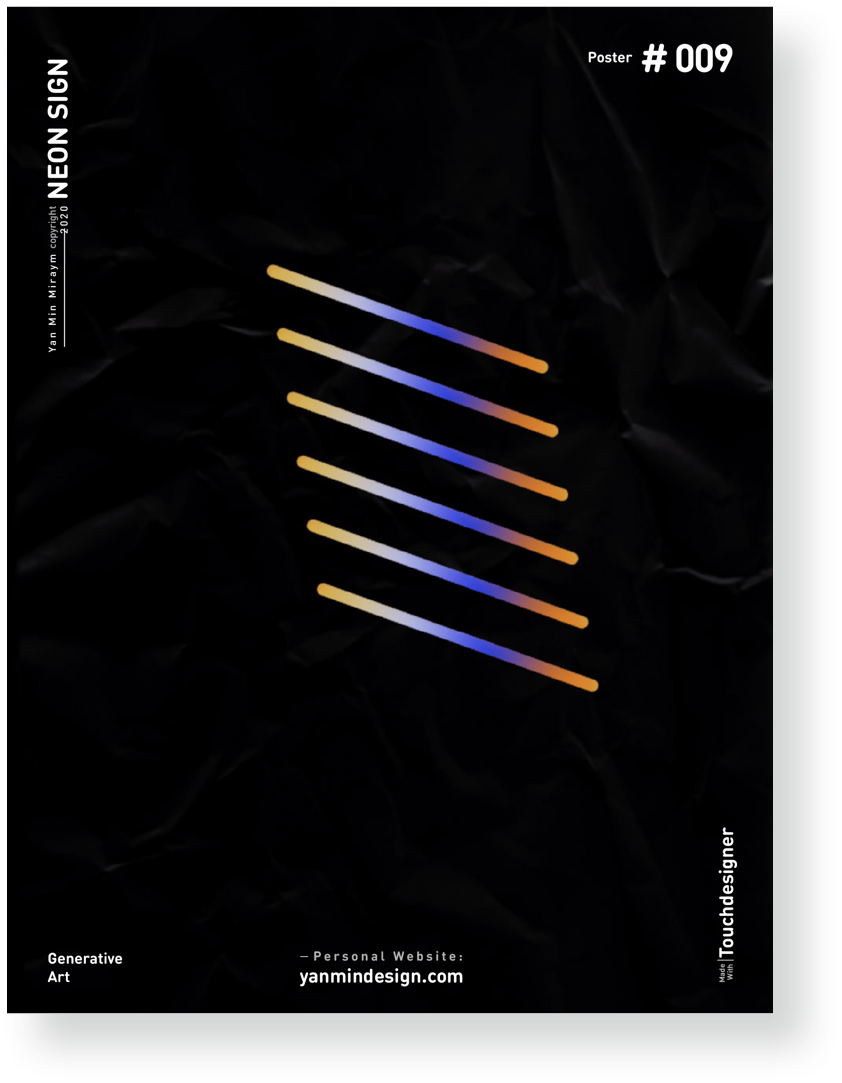 Poster # 009
NEON SIGN
Yan Min Miraym copyright
2020
Generative
Art
Personal Website:
yanmindesign.com
Made
With
Touchdesigner